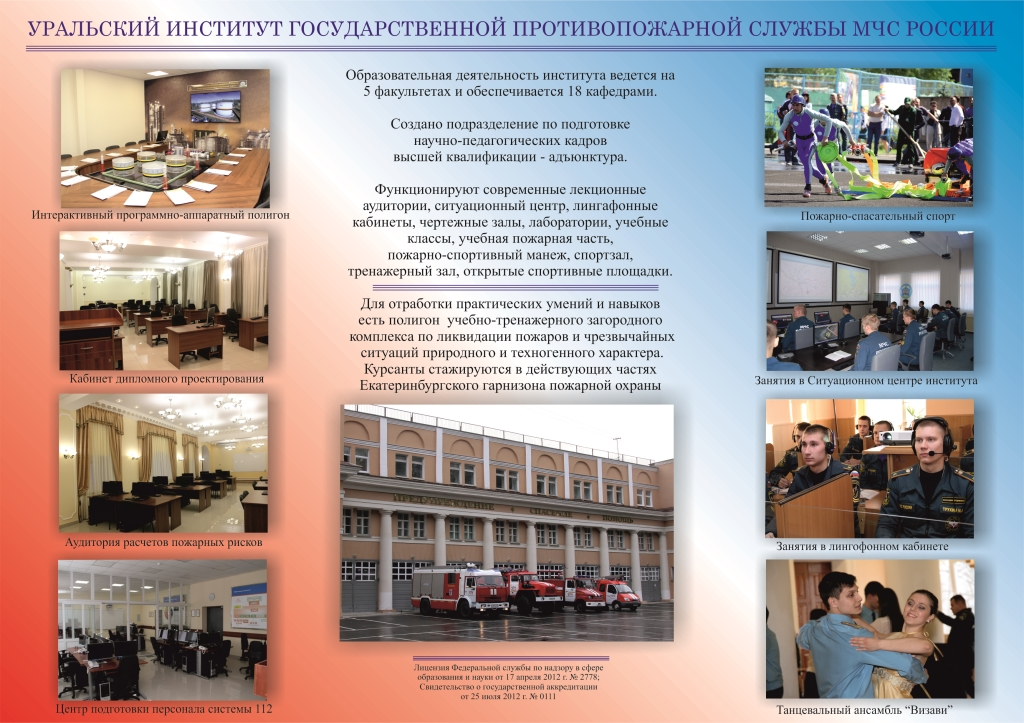 УРАЛЬСКИЙ ИНСТИТУТ ГОСУДАРСТВЕННОЙ ПРОТИВОПОЖАРНОЙ СЛУЖБЫ МЧС РОССИИ
Образовательная деятельность института ведется на
5 факультетах и обеспечивается 18 кафедрами.
Создано подразделение по подготовке
научно-педагогических кадров
высшей квалификации - адъюнктура.
Функционируют современные лекционные
аудитории, ситуационный центр, лингафонные
кабинеты, чертежные залы, лаборатории, учебные
классы, учебная пожарная часть,
пожарно-спортивный манеж, спортзал,
тренажерный зал, открытые спортивные площадки.
Для отработки практических умений и навыков
есть полигон учебно-тренажерного загородного
комплекса по ликвидации пожаров и чрезвычайных
ситуаций природного и техногенного характера.
Курсанты стажируются в действующих частях
Екатеринбургского гарнизона пожарной охраны
ПРЕДУПРЕЖДЕНИЕ СПАСЕНИЕ ПОМОЩЬ
Лицензия Федеральной службы по надзору в сфере
образования и науки от 17 апреля 2012 г. № 2778;
Свидетельство о государственной аккредитации
от 25 июля 2012 г. № 0111
Интерактивный программно-аппаратный полигон
Кабинет дипломного проектирования
Аудитория расчетов пожарных рисков
112
Центр подготовки персонала системы 112
Пожарно-спасательный спорт
МЧС
Занятия в Ситуационном центре института
Занятия в лингофонном кабинете
Танцевальный ансамбль “Визави”